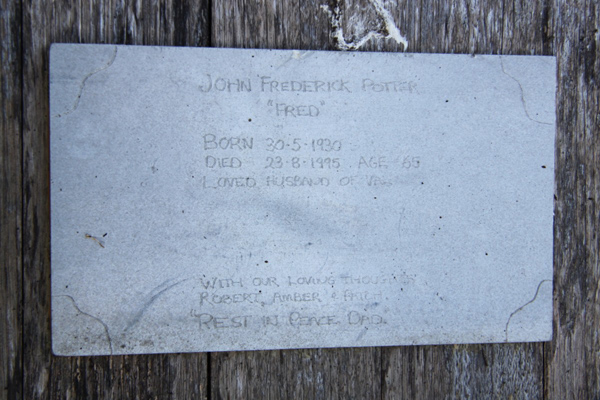 JOHN FREDERICK POTTER
"FRED"
BORN 30·5·1930
DIED 23·8·1995 AGE 65
LOVED HUSBAND OF
WITH OUR LOVING THOUGHTS
ROBERT, AMBER &
"REST IN PEACE DAD.